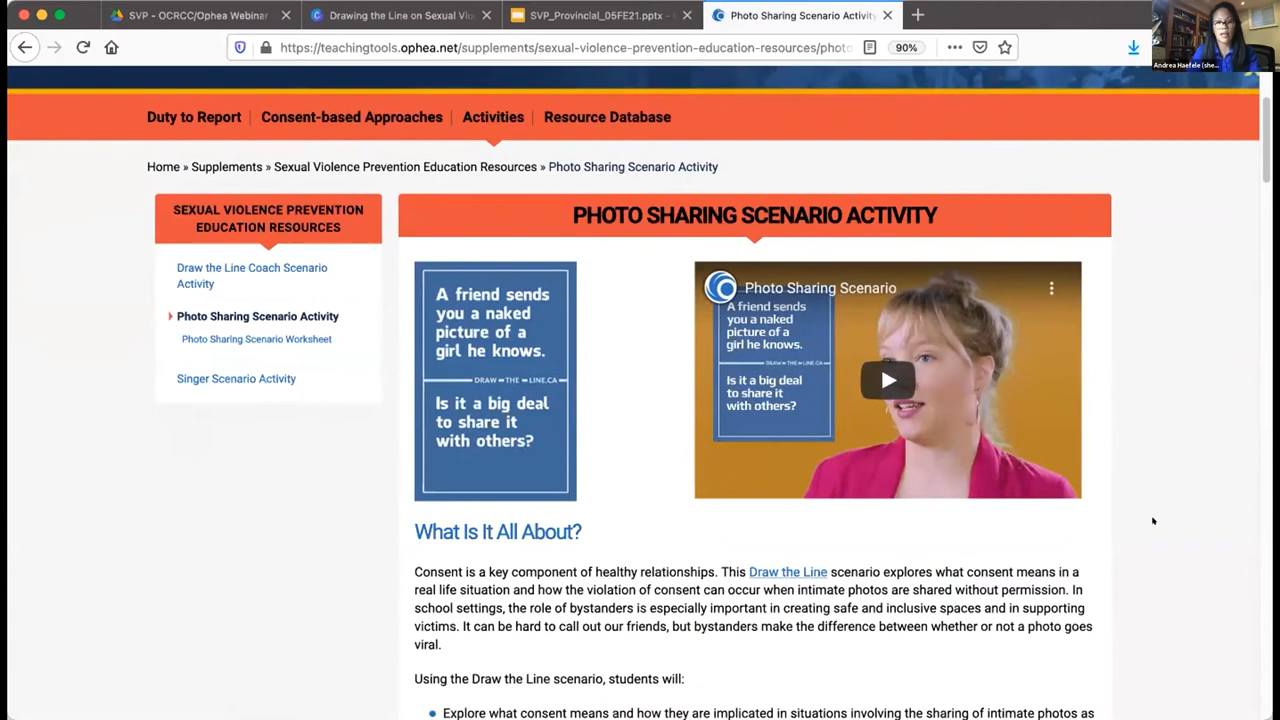 SVP - OCRCC/Ophea Webinar
Drawing the Line on Sexual Vio
SVP_Provincial_05FE21.pptx -
Photo Sharing Scenario Activity
https://teachingtools.ophea.net/supplements/sexual-violence-prevention-education-resources/photo
90%
Andrea Haefele (she...
Duty to Report
Consent-based Approaches
Activities
Resource Database
Home » Supplements » Sexual Violence Prevention Education Resources » Photo Sharing Scenario Activity
SEXUAL VIOLENCE PREVENTION
EDUCATION RESOURCES
Draw the Line Coach Scenario
Activity
Photo Sharing Scenario Activity
Photo Sharing Scenario Worksheet
Singer Scenario Activity
PHOTO SHARING SCENARIO ACTIVITY
A friend sends
you a naked
picture of a
girl he knows.
DRAW-THE-LINE.CA
Is it a big deal
to share it
with others?
Photo Sharing Scenario
A friend sends
you a naked
picture of a
girl he knows.
DRAW-THE-LINE.CA
Is it a big deal
to share it
with others?
What Is It All About?
Consent is a key component of healthy relationships. This Draw the Line scenario explores what consent means in a
real life situation and how the violation of consent can occur when intimate photos are shared without permission. In
school settings, the role of bystanders is especially important in creating safe and inclusive spaces and in supporting
victims. It can be hard to call out our friends, but bystanders make the difference between whether or not a photo goes
viral.
Using the Draw the Line scenario, students will:
Explore what consent means and how they are implicated in situations involving the sharing of intimate photos as